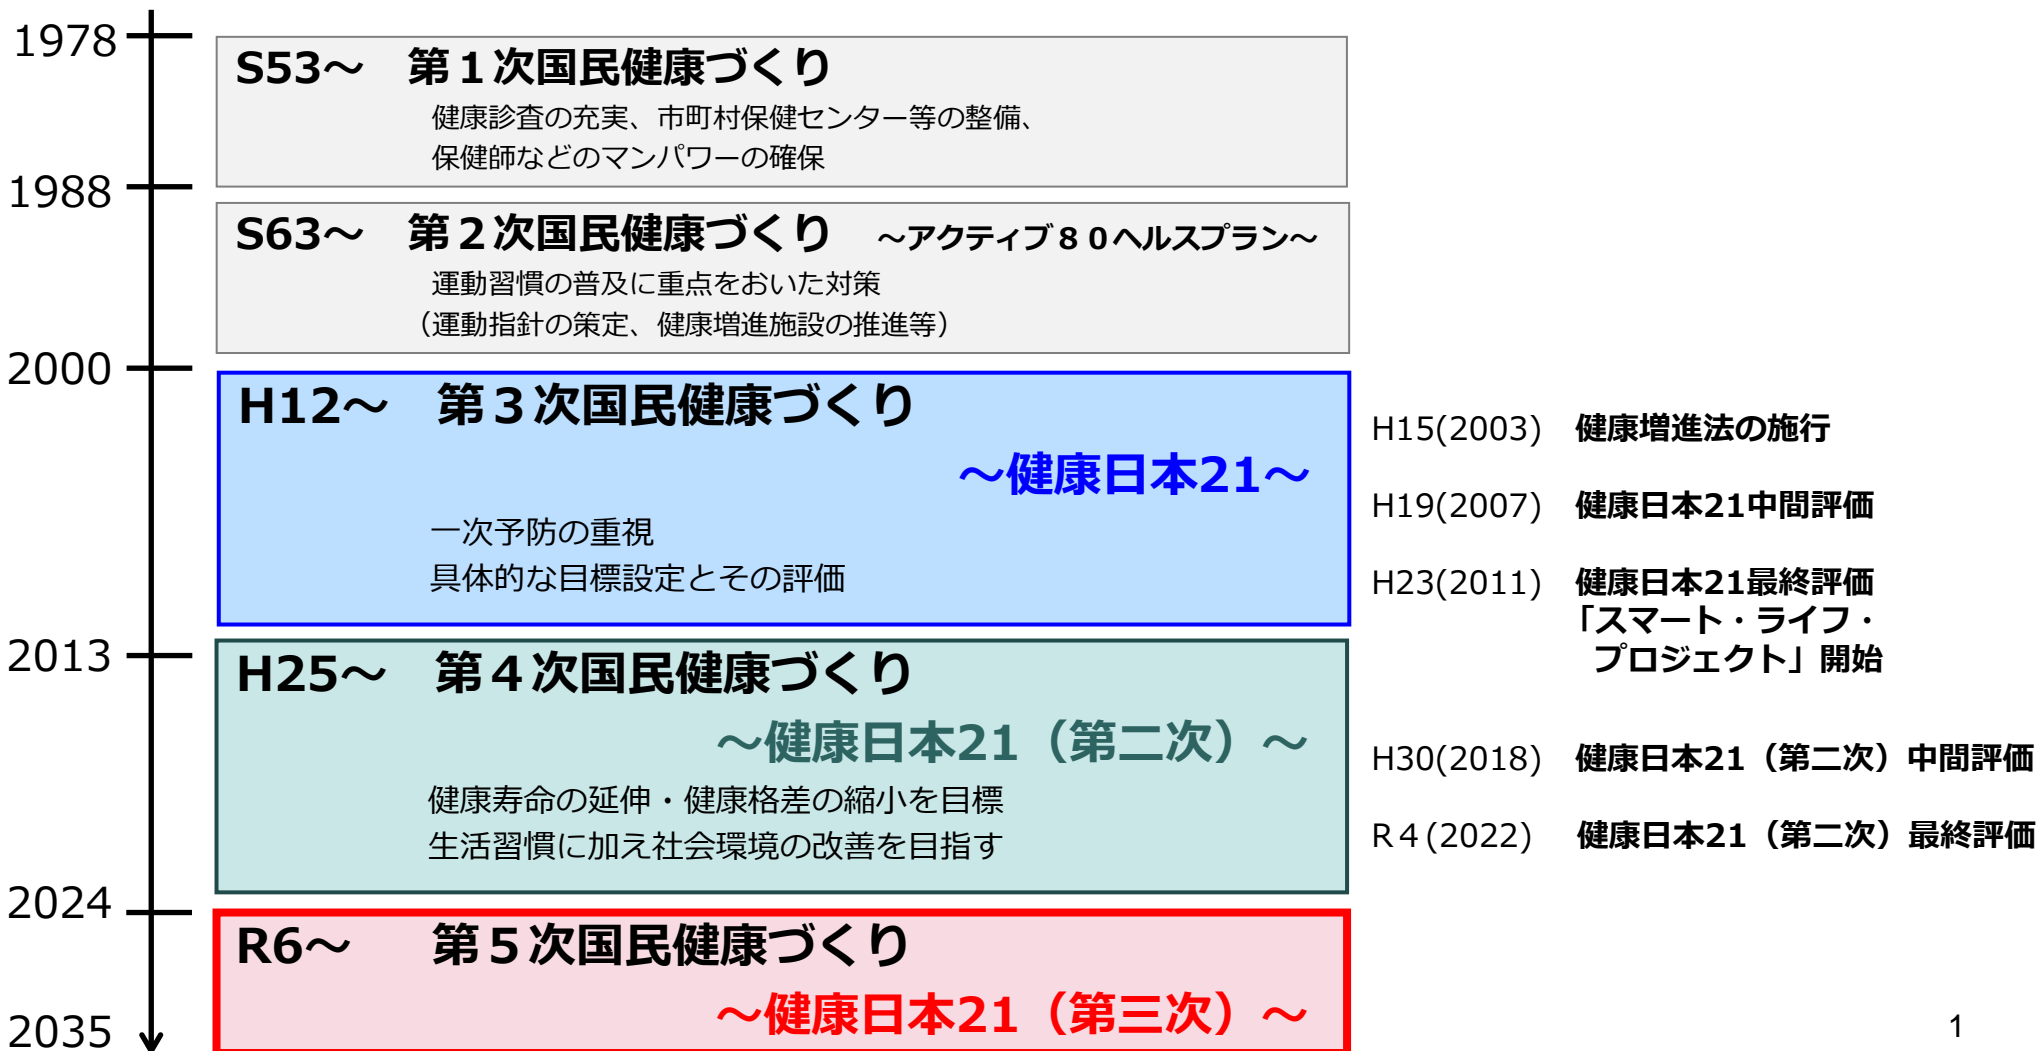 1978
S53～　第１次国民健康づくり
健康診査の充実、市町村保健センター等の整備、
保健師などのマンパワーの確保
1988
S63～　第２次国民健康づくり　～アクティブ８０ヘルスプラン～
運動習慣の普及に重点をおいた対策
（運動指針の策定、健康増進施設の推進等）
2000
H12～　第３次国民健康づくり
～健康日本21～
一次予防の重視
具体的な目標設定とその評価
H15(2003)　健康増進法の施行
H19(2007)　健康日本21中間評価
H23(2011)　健康日本21最終評価
「スマート・ライフ・
プロジェクト」開始
2013
H25～　第４次国民健康づくり
～健康日本21（第二次）～
健康寿命の延伸・健康格差の縮小を目標
生活習慣に加え社会環境の改善を目指す
H30(2018)　健康日本21（第二次）中間評価
R４(2022)　健康日本21（第二次）最終評価
2024
R6～　第５次国民健康づくり
～健康日本21（第三次）～
2035
1